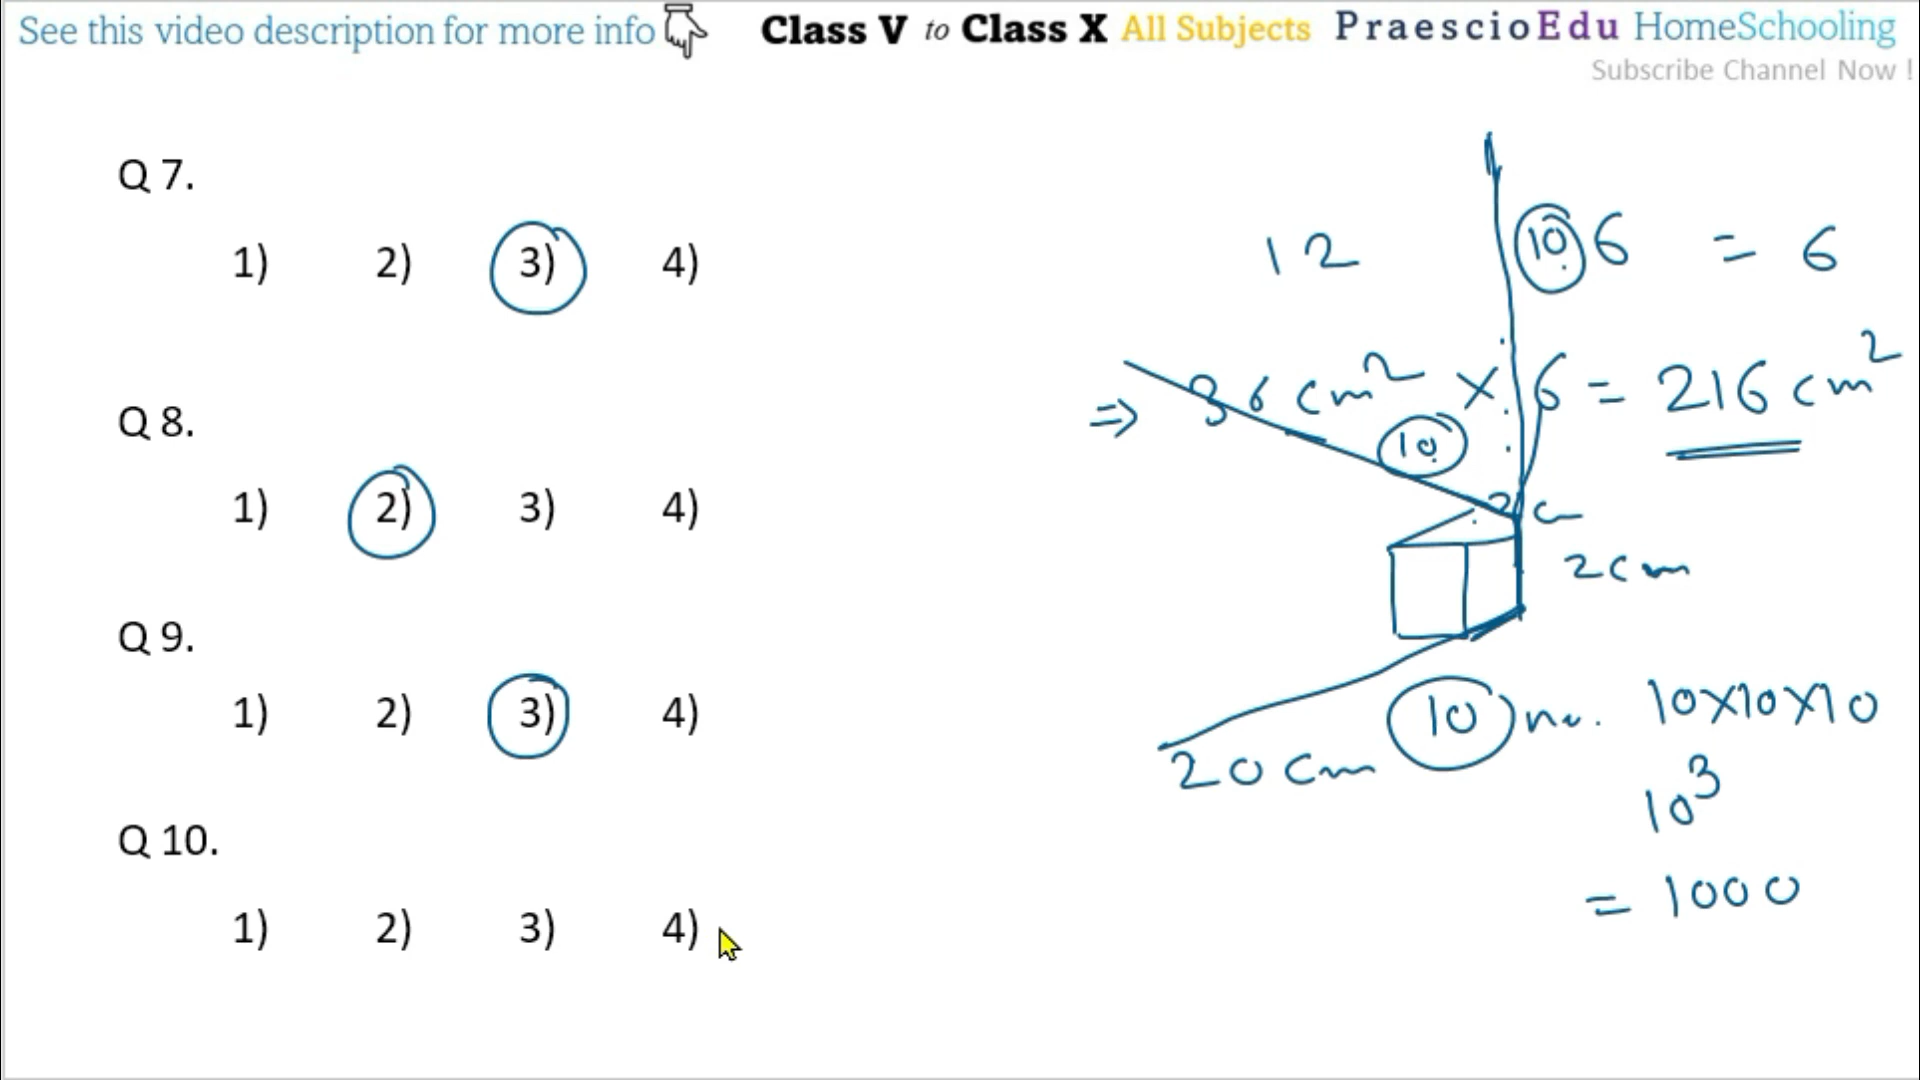 See this video description for more info Class V to Class X All Subjects PraescioEdu HomeSchooling
Subscribe Channel Now !
Q 7.
1) 2) 3) 4)
Q 8.
1) 2) 3) 4)
Q 9.
1) 2) 3) 4)
Q 10.
1) 2) 3) 4)
12 10 6 = 6
⇒ 36 cm² × 6 = 216 cm²
10
2cm
20 cm 10 no. 10×10×10
10³
= 1000